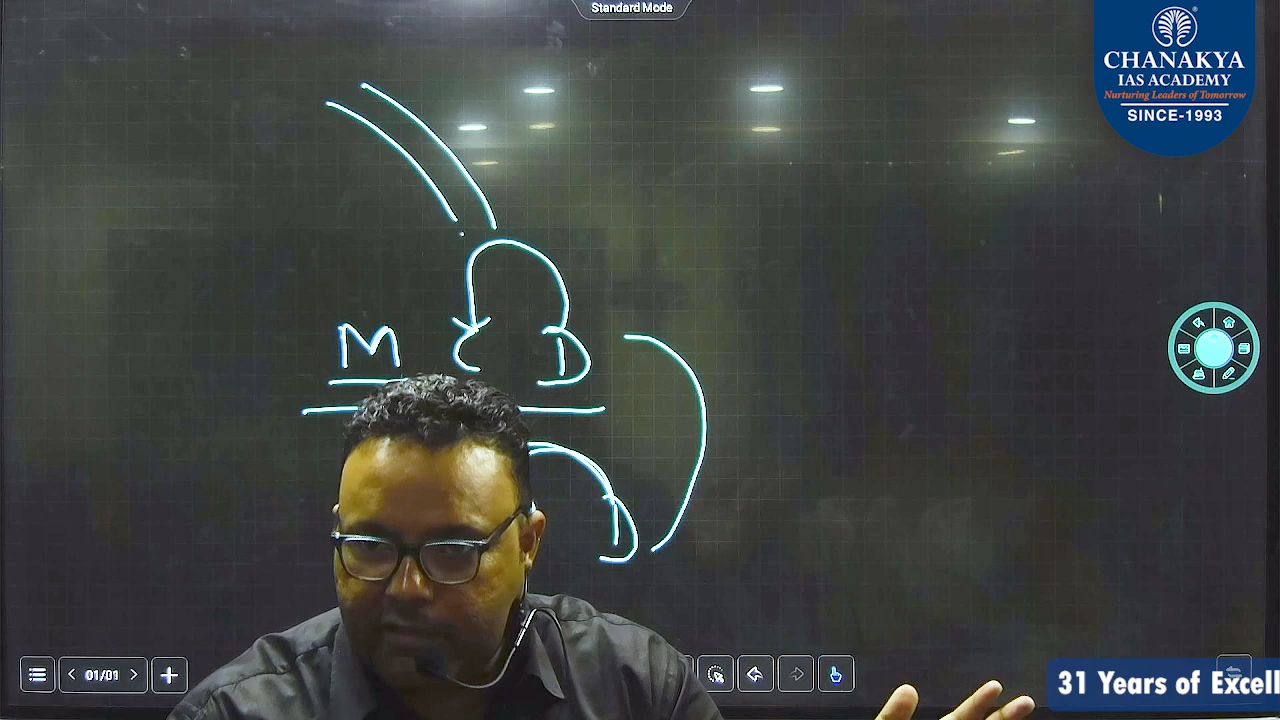 Standard Mode
CHANAKYA
IAS ACADEMY
Nurturing Leaders of Tomorrow
SINCE-1993
M C D
D
01/01
31 Years of Excell